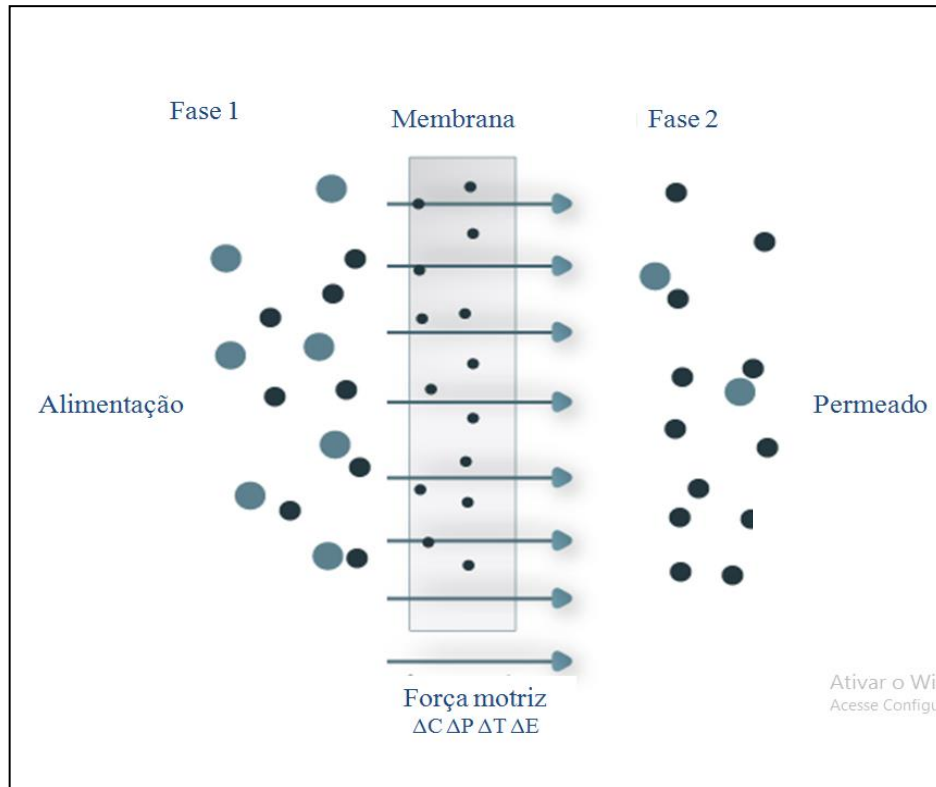 Fase 1
Membrana
Fase 2
Alimentação
Permeado
Força motriz
ΔC ΔP ΔT ΔE
Ativar o Wi
Acesse Configu